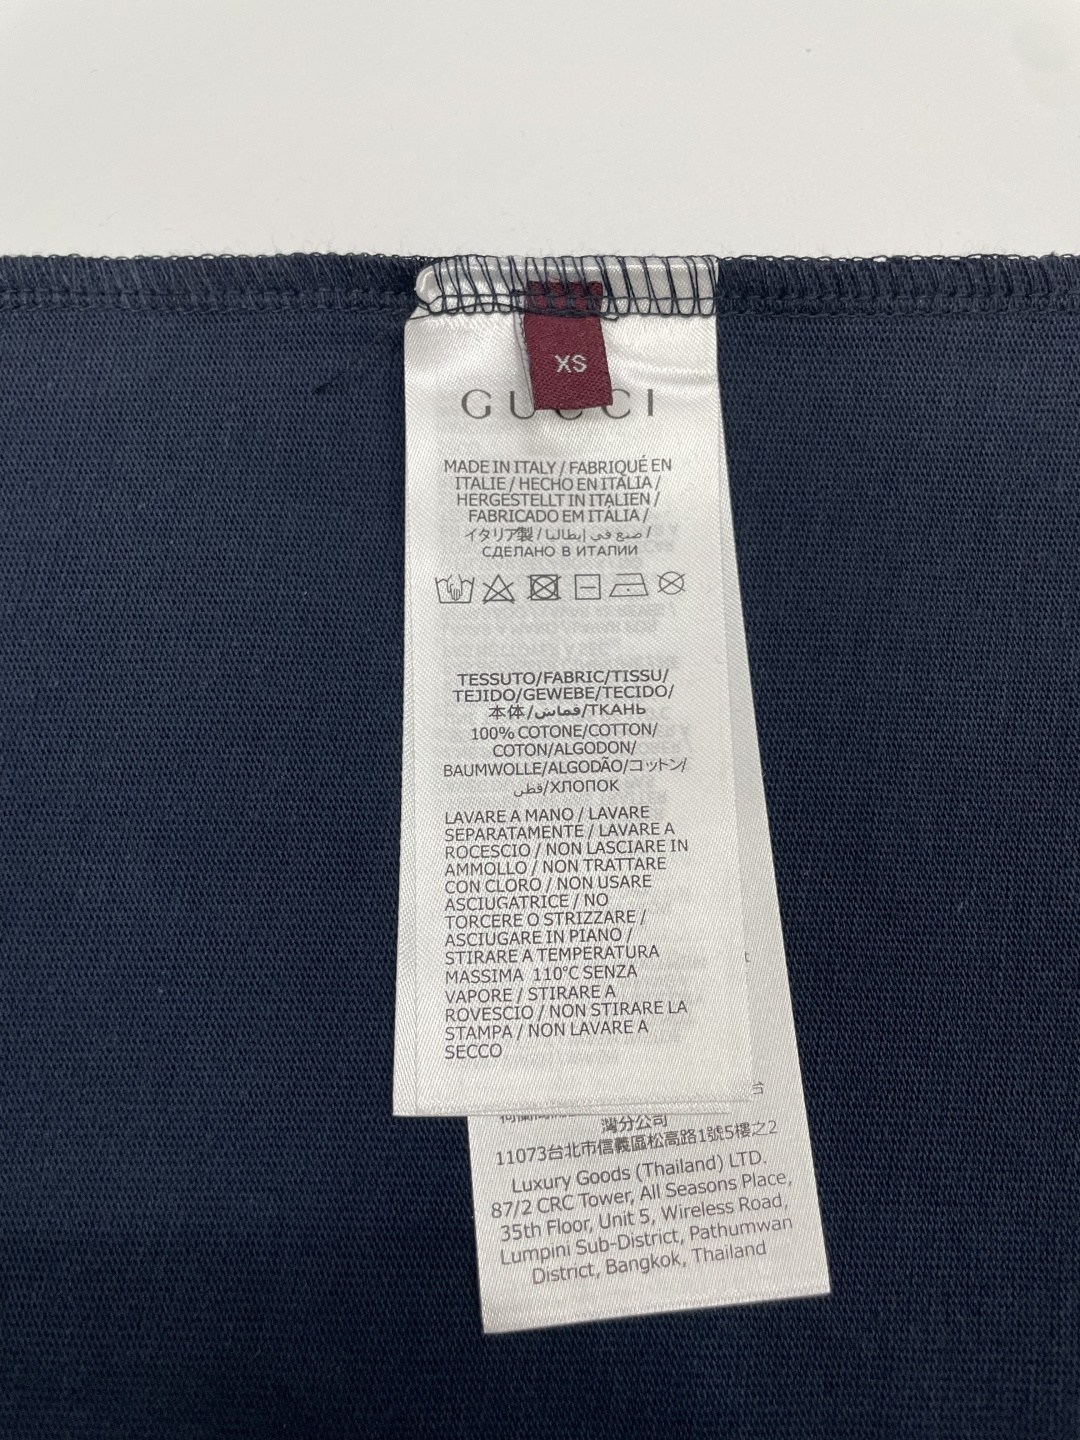 XS
GUCCI
MADE IN ITALY / FABRIQUÉ EN
ITALIE / HECHO EN ITALIA /
HERGESTELLT IN ITALIEN /
FABRICADO EM ITÁLIA /
イタリア製 / صنع في إيطاليا /
СДЕЛАНО В ИТАЛИИ
TESSUTO/FABRIC/TISSU/
TEJIDO/GEWEBE/TECIDO/
本体/قماش/ТКАНЬ
100% COTONE/COTTON/
COTON/ALGODON/
BAUMWOLLE/ALGODÃO/コットン/
قطن/ХЛОПОК
LAVARE A MANO / LAVARE
SEPARATAMENTE / LAVARE A
ROCESCIO / NON LASCIARE IN
AMMOLLO / NON TRATTARE
CON CLORO / NON USARE
ASCIUGATRICE / NO
TORCERE O STRIZZARE /
ASCIUGARE IN PIANO /
STIRARE A TEMPERATURA
MASSIMA 110°C SENZA
VAPORE / STIRARE A
ROVESCIO / NON STIRARE LA
STAMPA / NON LAVARE A
SECCO
灣分公司
11073台北市信義區松高路1號5樓之2
Luxury Goods (Thailand) LTD.
87/2 CRC Tower, All Seasons Place,
35th Floor, Unit 5, Wireless Road,
Lumpini Sub-District, Pathumwan
District, Bangkok, Thailand